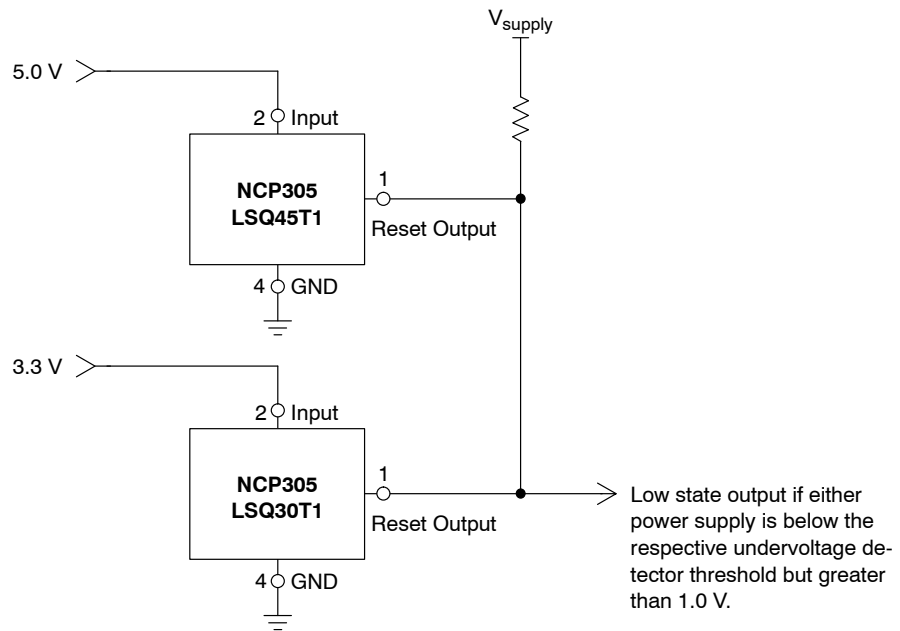 Vsupply
5.0 V
2 Input
NCP305
LSQ45T1
1
Reset Output
4 GND
3.3 V
2 Input
NCP305
LSQ30T1
1
Reset Output
4 GND
Low state output if either
power supply is below the
respective undervoltage de-
tector threshold but greater
than 1.0 V.